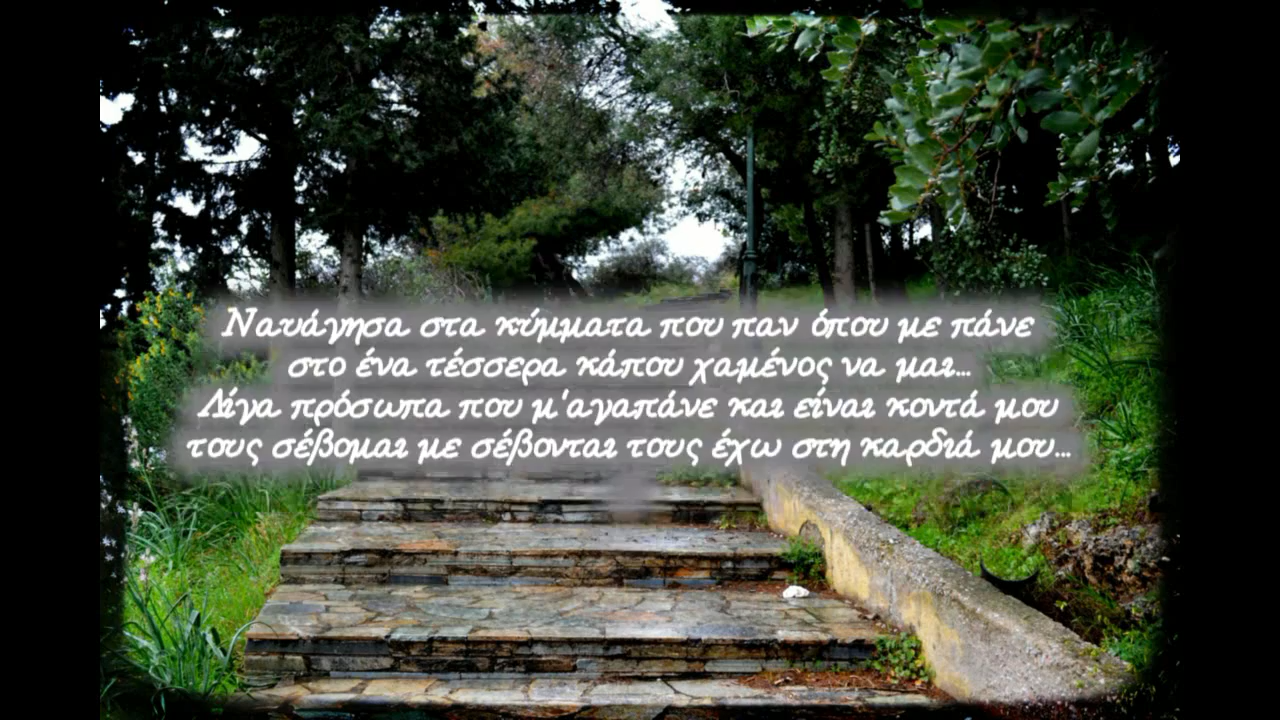 Ναυάγησα στα κύμματα που παν όπου με πάνε
στο ένα τέσσερα κάπου χαμένος να μαι...
Λίγα πρόσωπα που μ'αγαπάνε και είναι κοντά μου
τους σέβομαι με σέβονται τους έχω στη καρδιά μου...